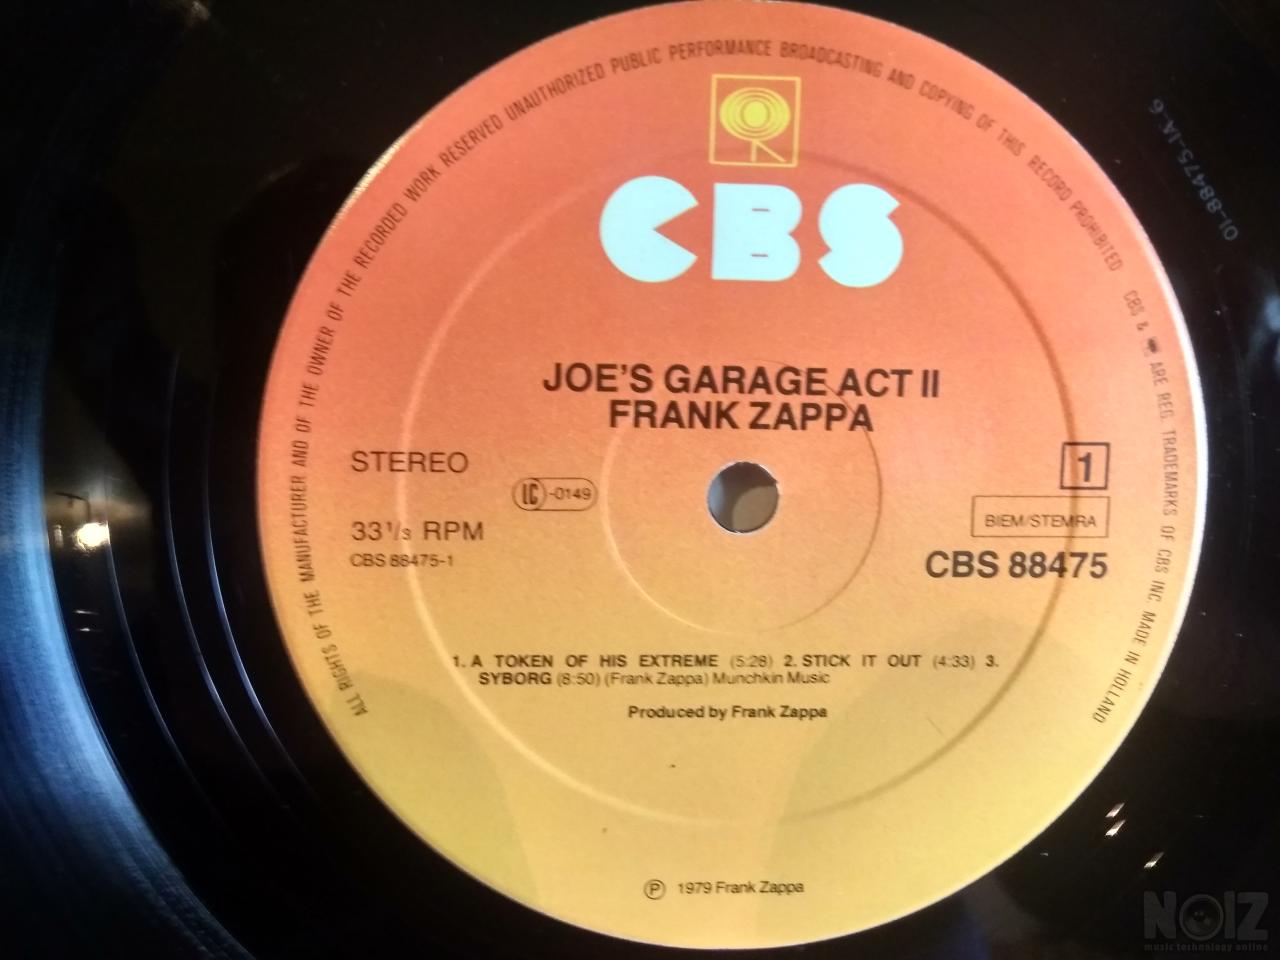 ALL RIGHTS OF THE MANUFACTURER AND OF THE OWNER OF THE RECORDED WORK RESERVED UNAUTHORIZED PUBLIC PERFORMANCE BROADCASTING AND COPYING OF THIS RECORD PROHIBITED CBS & ARE REG. TRADEMARKS OF CBS INC. MADE IN HOLLAND
CBS
JOE'S GARAGE ACT II
FRANK ZAPPA
STEREO
LC-0149
1
33 1/3 RPM
BIEM/STEMRA
CBS 88475-1
CBS 88475
1. A TOKEN OF HIS EXTREME (5:28) 2. STICK IT OUT (4:33) 3.
SYBORG (8:50) (Frank Zappa) Munchkin Music
Produced by Frank Zappa
℗ 1979 Frank Zappa
01-88475-1A-6
NOIZ
music technology online